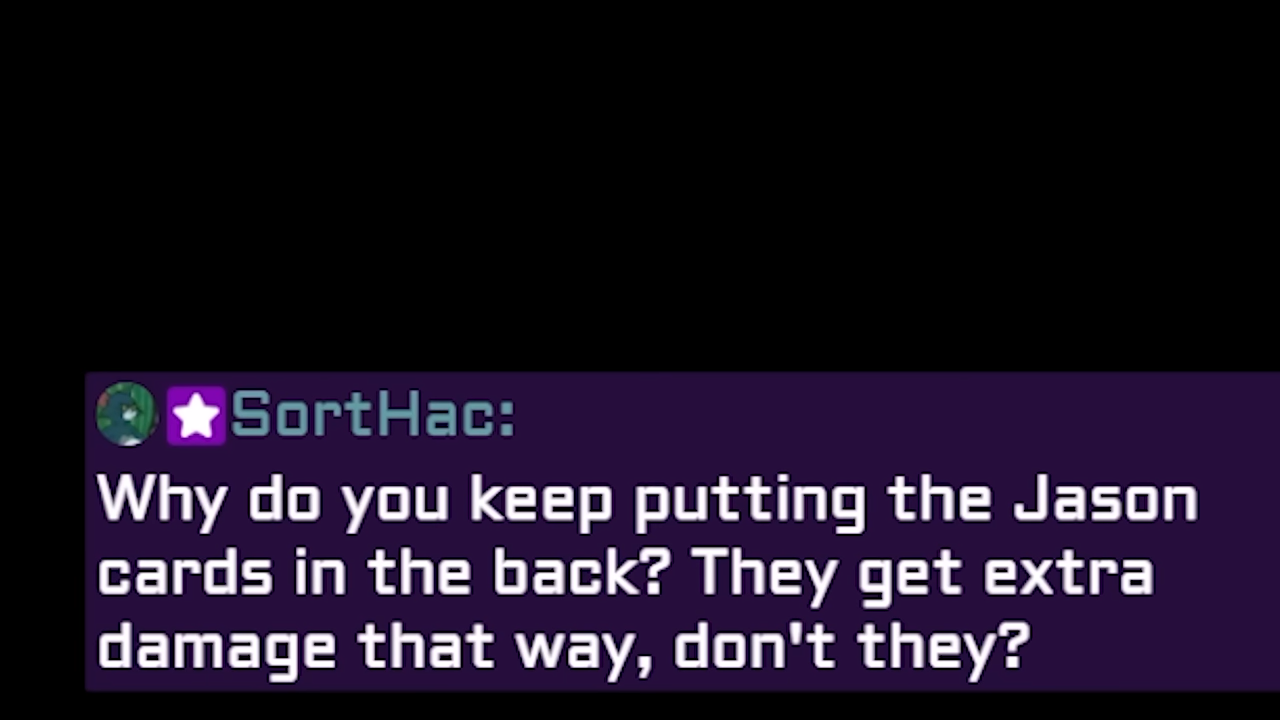 SortHac:
Why do you keep putting the Jason
cards in the back? They get extra
damage that way, don't they?